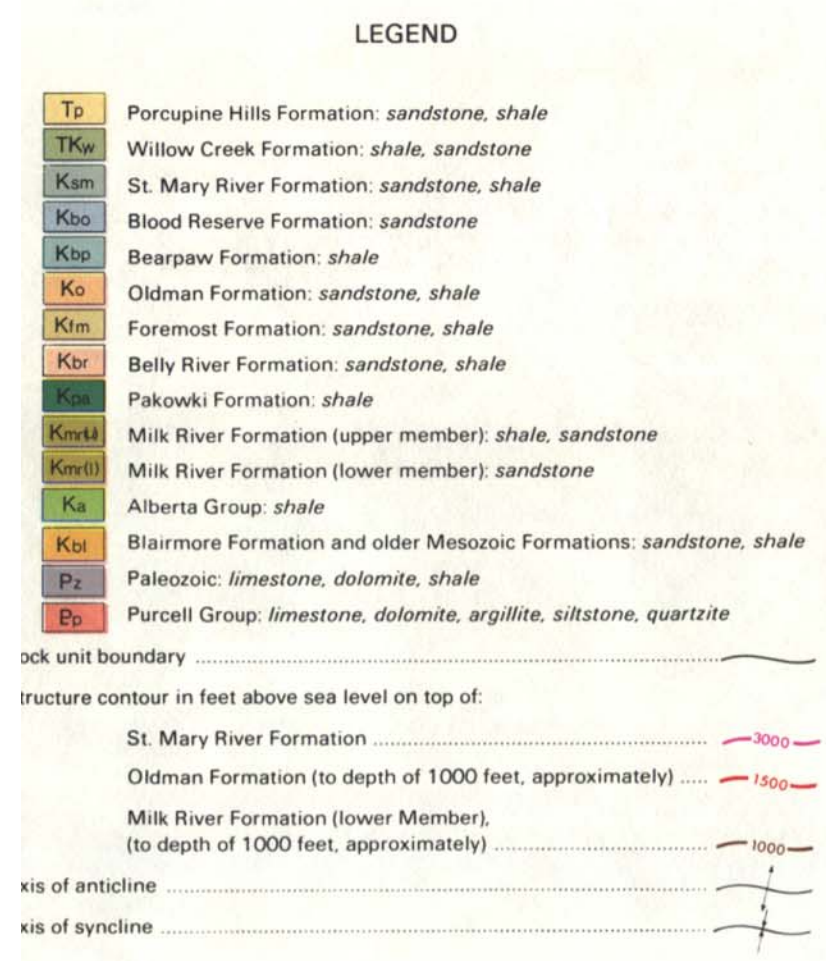 LEGEND
Tp Porcupine Hills Formation: sandstone, shale
TKw Willow Creek Formation: shale, sandstone
Ksm St. Mary River Formation: sandstone, shale
Kbo Blood Reserve Formation: sandstone
Kbp Bearpaw Formation: shale
Ko Oldman Formation: sandstone, shale
Kfm Foremost Formation: sandstone, shale
Kbr Belly River Formation: sandstone, shale
Kpa Pakowki Formation: shale
Kmr(u) Milk River Formation (upper member): shale, sandstone
Kmr(l) Milk River Formation (lower member): sandstone
Ka Alberta Group: shale
Kbl Blairmore Formation and older Mesozoic Formations: sandstone, shale
Pz Paleozoic: limestone, dolomite, shale
Pp Purcell Group: limestone, dolomite, argillite, siltstone, quartzite
ock unit boundary
tructure contour in feet above sea level on top of:
St. Mary River Formation 3000
Oldman Formation (to depth of 1000 feet, approximately) 1500
Milk River Formation (lower Member),
(to depth of 1000 feet, approximately) 1000
xis of anticline
xis of syncline